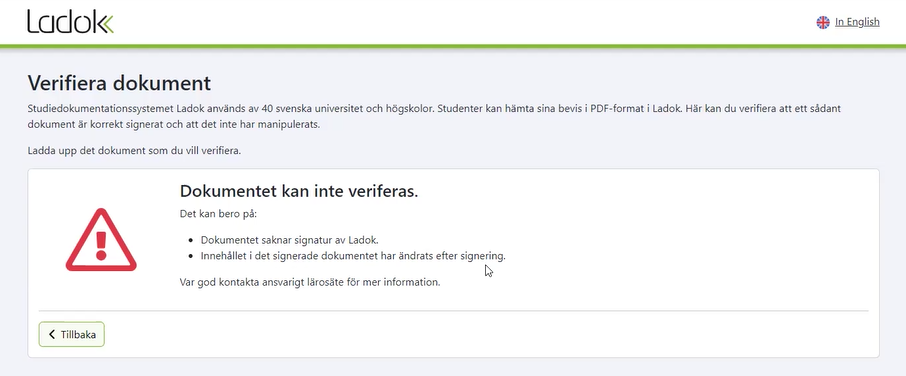 Ladok
In English
Verifiera dokument
Studiedokumentationssystemet Ladok används av 40 svenska universitet och högskolor. Studenter kan hämta sina bevis i PDF-format i Ladok. Här kan du verifiera att ett sådant
dokument är korrekt signerat och att det inte har manipulerats.
Ladda upp det dokument som du vill verifiera.
Dokumentet kan inte veriferas.
Det kan bero på:
• Dokumentet saknar signatur av Ladok.
• Innehållet i det signerade dokumentet har ändrats efter signering.
Var god kontakta ansvarigt lärosäte för mer information.
Tillbaka